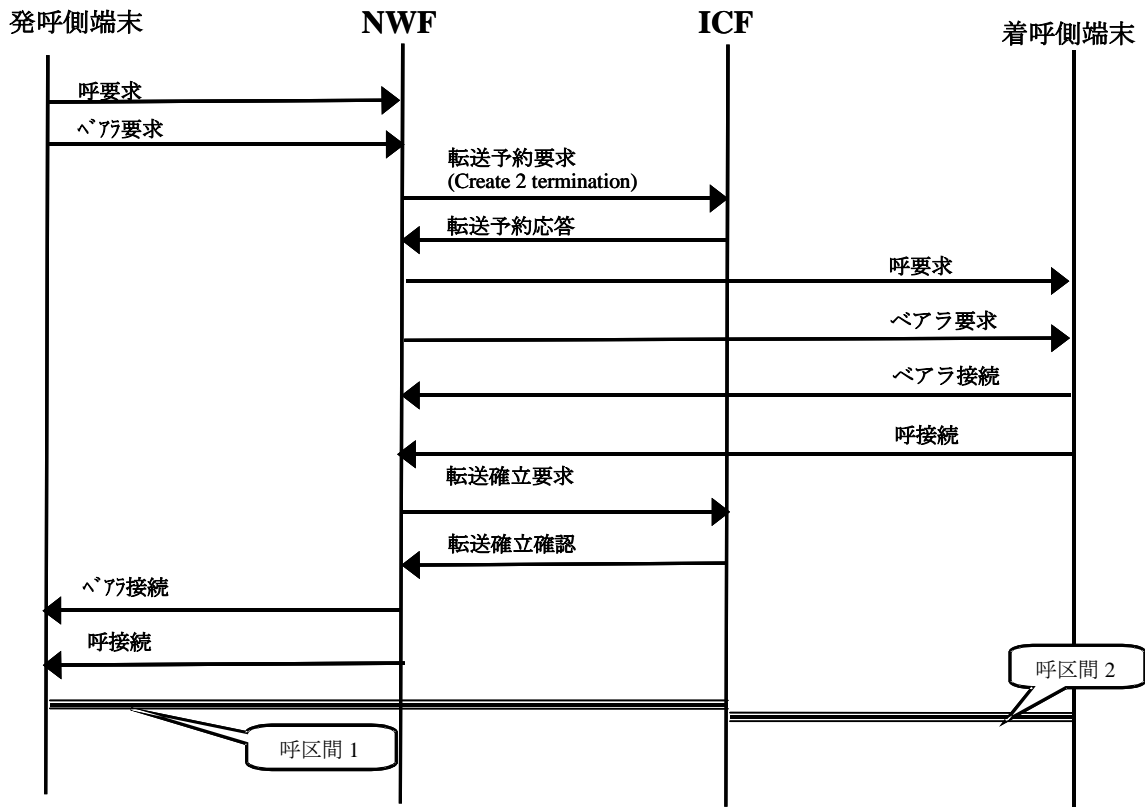 発呼側端末
NWF
ICF
着呼側端末
呼要求
ﾍﾞｱﾗ要求
転送予約要求
(Create 2 termination)
転送予約応答
呼要求
ベアラ要求
ベアラ接続
呼接続
転送確立要求
転送確立確認
ﾍﾞｱﾗ接続
呼接続
呼区間 2
呼区間 1